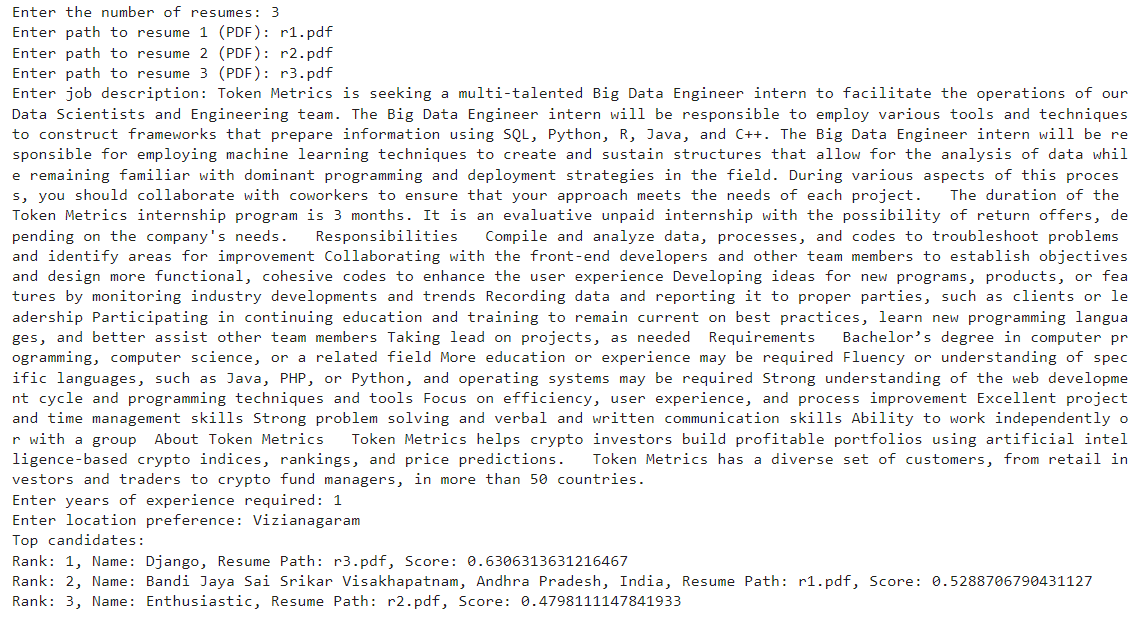 Enter the number of resumes: 3
Enter path to resume 1 (PDF): r1.pdf
Enter path to resume 2 (PDF): r2.pdf
Enter path to resume 3 (PDF): r3.pdf
Enter job description: Token Metrics is seeking a multi-talented Big Data Engineer intern to facilitate the operations of our
Data Scientists and Engineering team. The Big Data Engineer intern will be responsible to employ various tools and techniques
to construct frameworks that prepare information using SQL, Python, R, Java, and C++. The Big Data Engineer intern will be re
sponsible for employing machine learning techniques to create and sustain structures that allow for the analysis of data whil
e remaining familiar with dominant programming and deployment strategies in the field. During various aspects of this proces
s, you should collaborate with coworkers to ensure that your approach meets the needs of each project.   The duration of the
Token Metrics internship program is 3 months. It is an evaluative unpaid internship with the possibility of return offers, de
pending on the company's needs.   Responsibilities   Compile and analyze data, processes, and codes to troubleshoot problems
and identify areas for improvement Collaborating with the front-end developers and other team members to establish objectives
and design more functional, cohesive codes to enhance the user experience Developing ideas for new programs, products, or fea
tures by monitoring industry developments and trends Recording data and reporting it to proper parties, such as clients or le
adership Participating in continuing education and training to remain current on best practices, learn new programming langua
ges, and better assist other team members Taking lead on projects, as needed  Requirements   Bachelor’s degree in computer pr
ogramming, computer science, or a related field More education or experience may be required Fluency or understanding of spec
ific languages, such as Java, PHP, or Python, and operating systems may be required Strong understanding of the web developme
nt cycle and programming techniques and tools Focus on efficiency, user experience, and process improvement Excellent project
and time management skills Strong problem solving and verbal and written communication skills Ability to work independently o
r with a group  About Token Metrics   Token Metrics helps crypto investors build profitable portfolios using artificial intel
ligence-based crypto indices, rankings, and price predictions.   Token Metrics has a diverse set of customers, from retail in
vestors and traders to crypto fund managers, in more than 50 countries.
Enter years of experience required: 1
Enter location preference: Vizianagaram
Top candidates:
Rank: 1, Name: Django, Resume Path: r3.pdf, Score: 0.6306313631216467
Rank: 2, Name: Bandi Jaya Sai Srikar Visakhapatnam, Andhra Pradesh, India, Resume Path: r1.pdf, Score: 0.5288706790431127
Rank: 3, Name: Enthusiastic, Resume Path: r2.pdf, Score: 0.4798111147841933